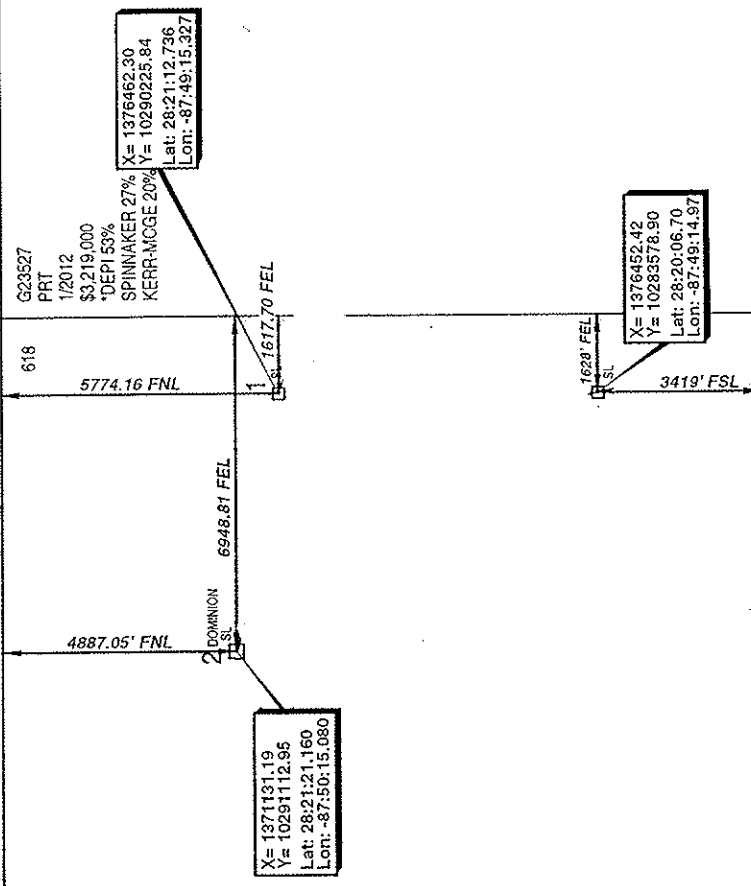 618
G23527
PRT
1/2012
$3,219,000
*DEPI 53%
SPINNAKER 27%
KERR-MCGE 20%
X= 1376462.30
Y= 10290225.84
Lat: 28:21:12.736
Lon: -87:49:15.327
5774.16 FNL
1
SL
1617.70 FEL
6948.81 FEL
4887.05' FNL
2
DOMINION
SL
X= 1371131.19
Y= 10291112.95
Lat: 28:21:21.160
Lon: -87:50:15.080
1628' FEL
SL
3419' FSL
X= 1376452.42
Y= 10283578.90
Lat: 28:20:06.70
Lon: -87:49:14.97